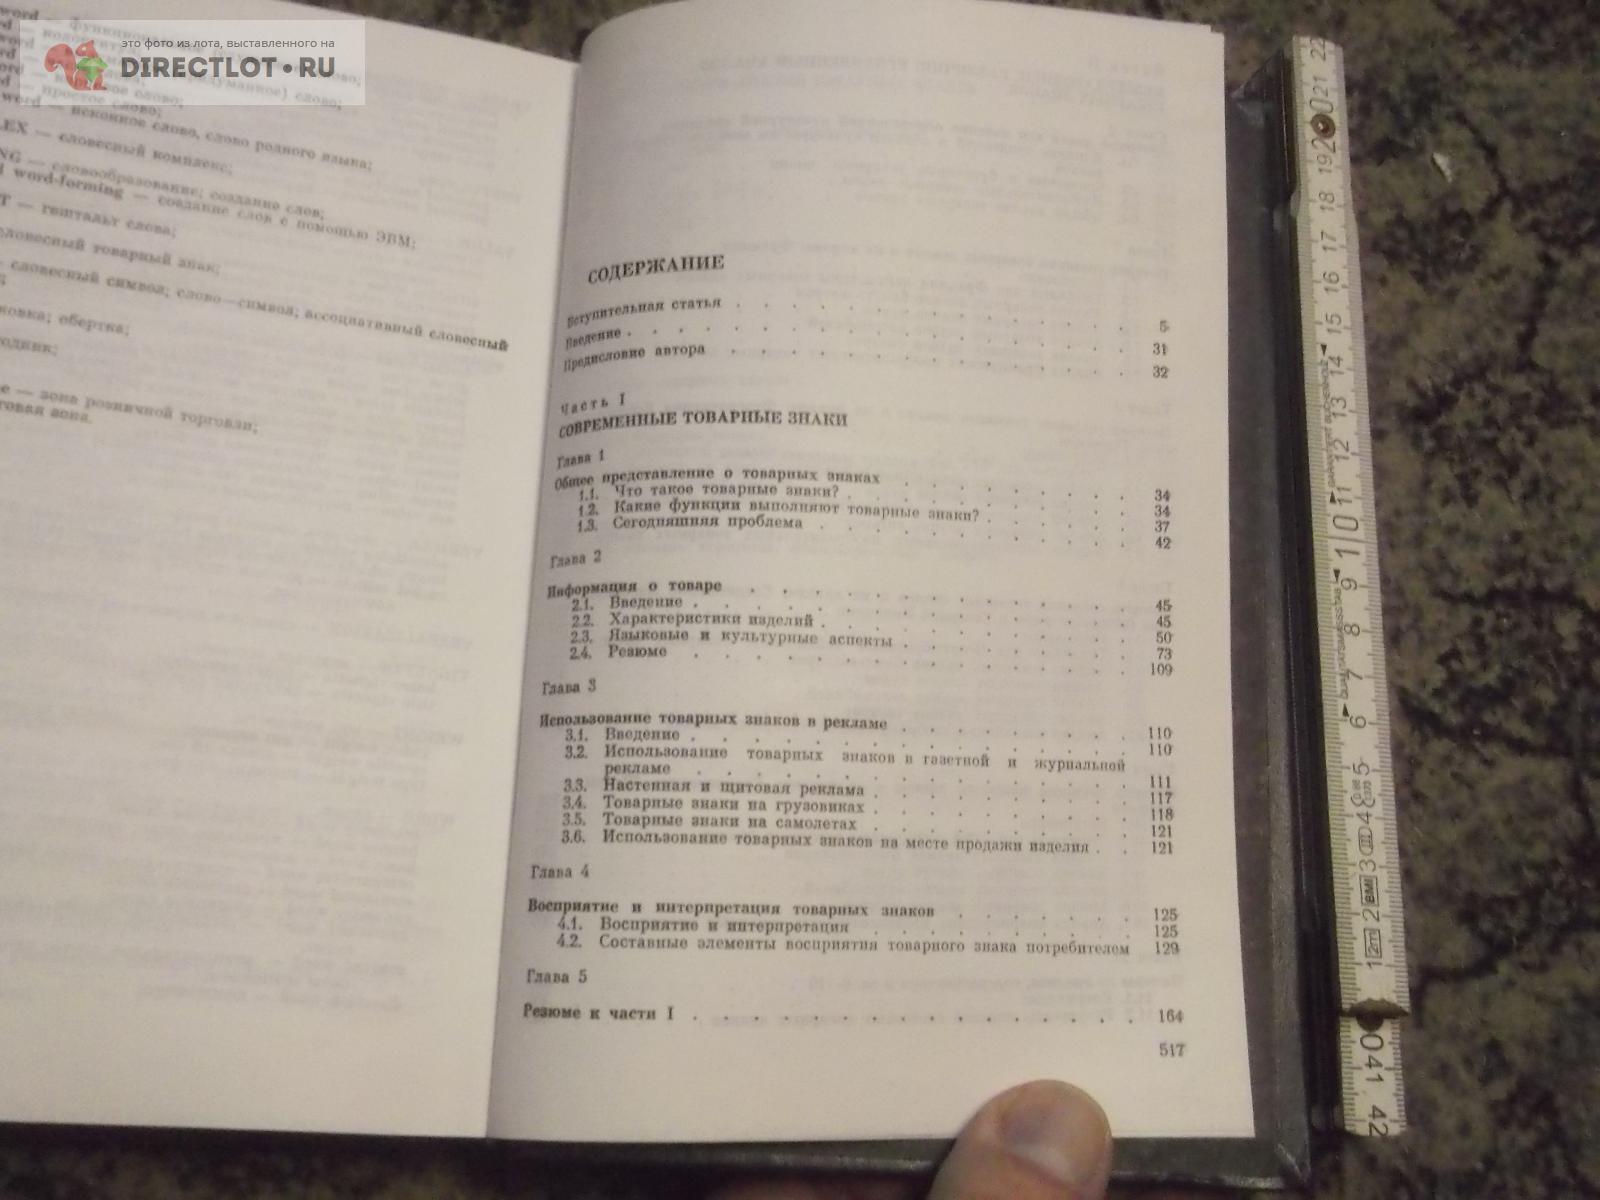 это фото из лота, выставленного на
DIRECTLOT•RU
word — исконное слово, слово родного языка;
LEX — словесный комплекс;
NG — словообразование; создание слов;
word-forming — создание слов с помощью ЭВМ;
T — гештальт слова;
словесный товарный знак;
словесный символ; слово—символ; ассоциативный словесный
обертка;
e — зона розничной торговли;
говая зона.
СОДЕРЖАНИЕ
Вступительная статья . . . . . . . . . . 5
Введение . . . . . . . . . . . . 31
Предисловие автора . . . . . . . . . . 32
Часть I
СОВРЕМЕННЫЕ ТОВАРНЫЕ ЗНАКИ
Глава 1
Общее представление о товарных знаках . . . . . . 34
1.1. Что такое товарные знаки? . . . . . . . 34
1.2. Какие функции выполняют товарные знаки? . . . . 37
1.3. Сегодняшняя проблема . . . . . . . . 42
Глава 2
Информация о товаре . . . . . . . . . . 45
2.1. Введение . . . . . . . . . . . 45
2.2. Характеристики изделий . . . . . . . . 50
2.3. Языковые и культурные аспекты . . . . . . 73
2.4. Резюме . . . . . . . . . . . 109
Глава 3
Использование товарных знаков в рекламе . . . . . . 110
3.1. Введение . . . . . . . . . . . 110
3.2. Использование товарных знаков в газетной и журнальной
рекламе . . . . . . . . . . . 111
3.3. Настенная и щитовая реклама . . . . . . . 117
3.4. Товарные знаки на грузовиках . . . . . . . 118
3.5. Товарные знаки на самолетах . . . . . . . 121
3.6. Использование товарных знаков на месте продажи изделия . . 121
Глава 4
Восприятие и интерпретация товарных знаков . . . . . 125
4.1. Восприятие и интерпретация . . . . . . . 125
4.2. Составные элементы восприятия товарного знака потребителем 129
Глава 5
Резюме к части I . . . . . . . . . . . 164
517